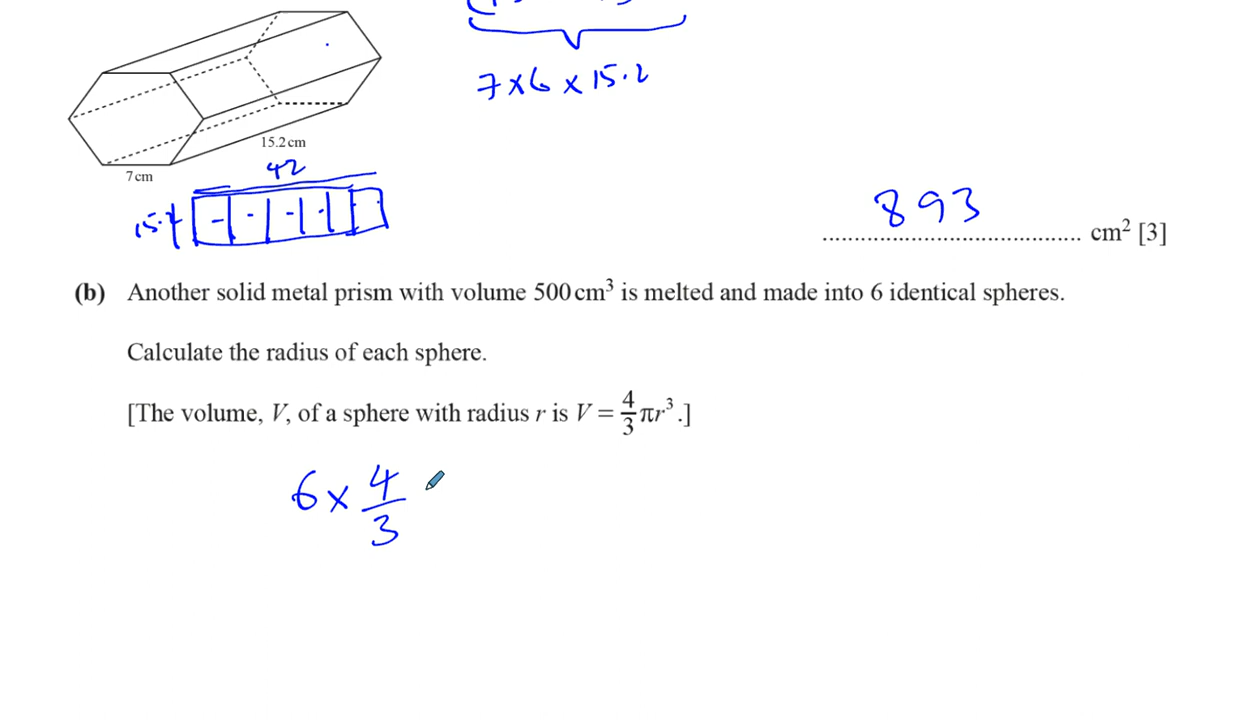 7 × 6 × 15.2
15.2 cm
7 cm
42
15.2
893
.......................................... cm² [3]
(b) Another solid metal prism with volume 500 cm³ is melted and made into 6 identical spheres.
Calculate the radius of each sphere.
[The volume, V, of a sphere with radius r is V = 4/3 πr³.]
6 × 4/3